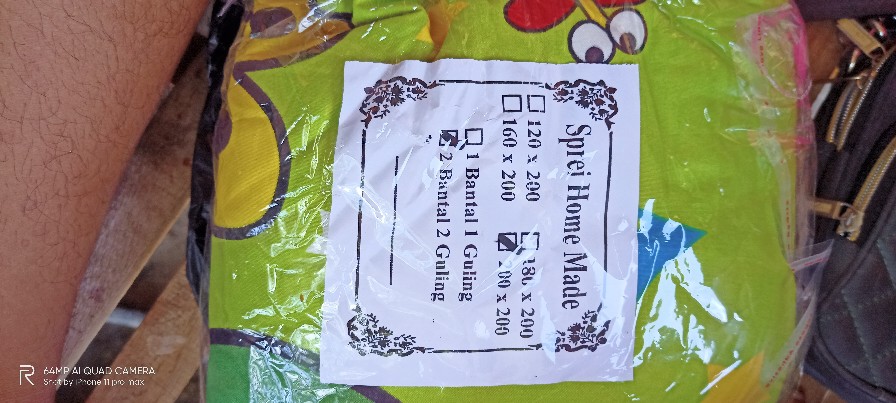 Sprei Home Made
120 x 200 180 x 200
160 x 200 200 x 200
1 Bantal 1 Guling
2 Bantal 2 Guling
64MP AI QUAD CAMERA
Shot by iPhone 11 pro max